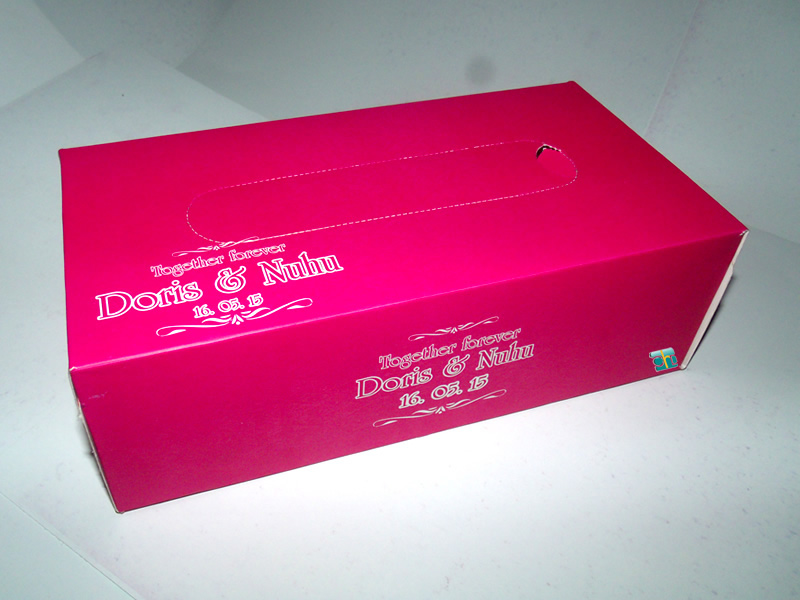 Together forever
Doris & Nuhu
16. 05. 15
Together forever
Doris & Nuhu
16. 05. 15